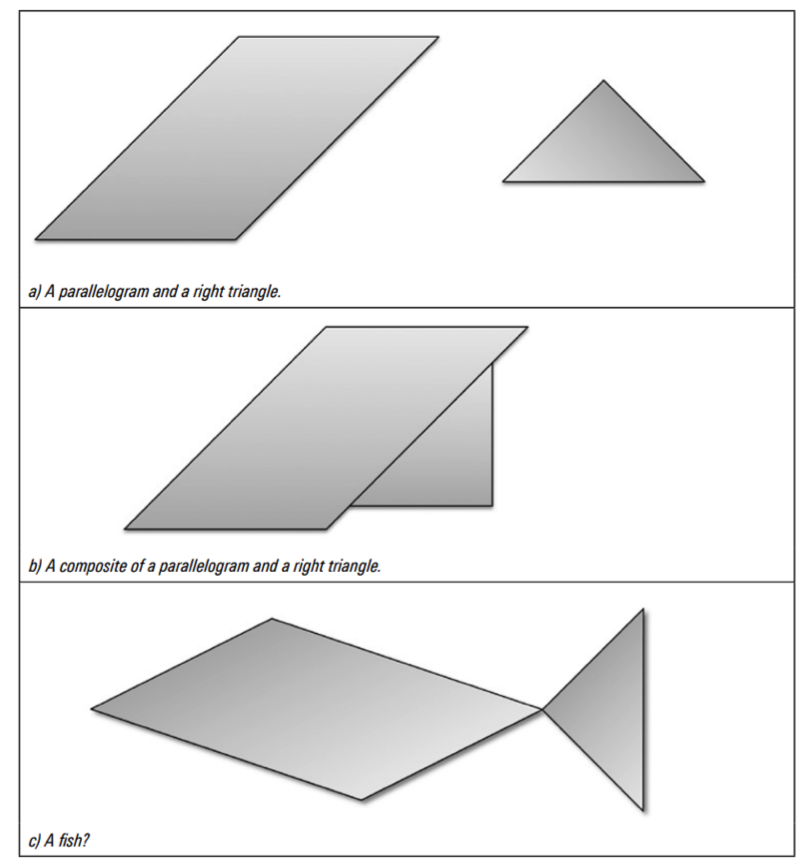 a) A parallelogram and a right triangle.
b) A composite of a parallelogram and a right triangle.
c) A fish?